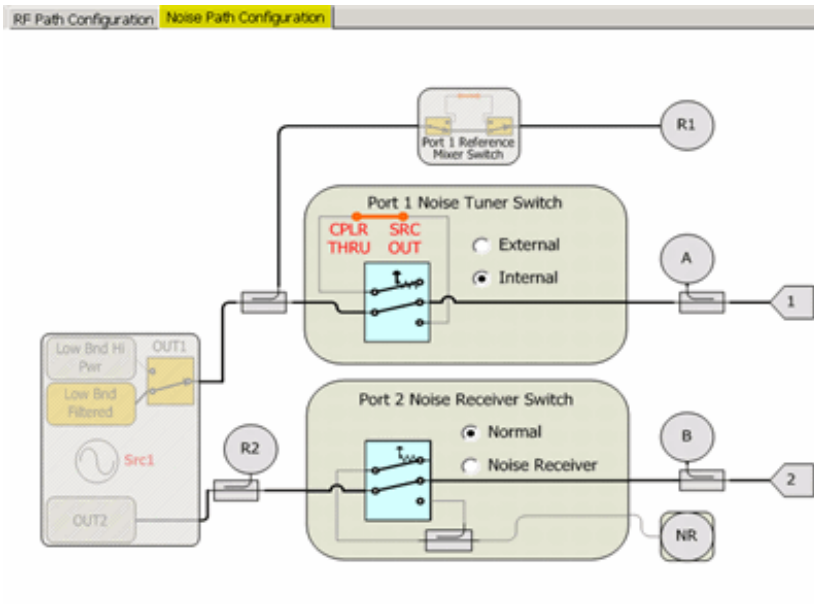 RF Path Configuration
Noise Path Configuration
Port 1 Reference
Mixer Switch
R1
Port 1 Noise Tuner Switch
CPLR
THRU
SRC
OUT
External
Internal
A
1
Low Bnd Hi
Pwr
OUT1
Low Bnd
Filtered
Src1
OUT2
R2
Port 2 Noise Receiver Switch
Normal
Noise Receiver
B
2
NR